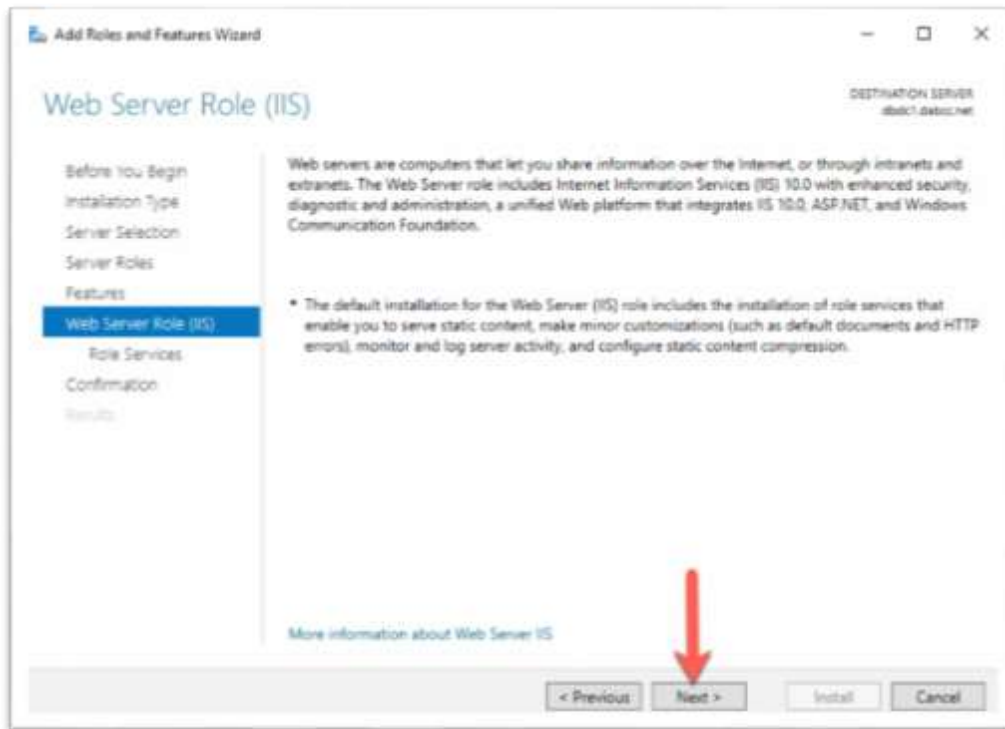 Add Roles and Features Wizard
Web Server Role (IIS)
DESTINATION SERVER
dbdc1.dabcc.net
Before You Begin
Installation Type
Server Selection
Server Roles
Features
Web Server Role (IIS)
Role Services
Confirmation
Results
Web servers are computers that let you share information over the Internet, or through intranets and
extranets. The Web Server role includes Internet Information Services (IIS) 10.0 with enhanced security,
diagnostic and administration, a unified Web platform that integrates IIS 10.0, ASP.NET, and Windows
Communication Foundation.
• The default installation for the Web Server (IIS) role includes the installation of role services that
enable you to serve static content, make minor customizations (such as default documents and HTTP
errors), monitor and log server activity, and configure static content compression.
More information about Web Server IIS
< Previous
Next >
Install
Cancel